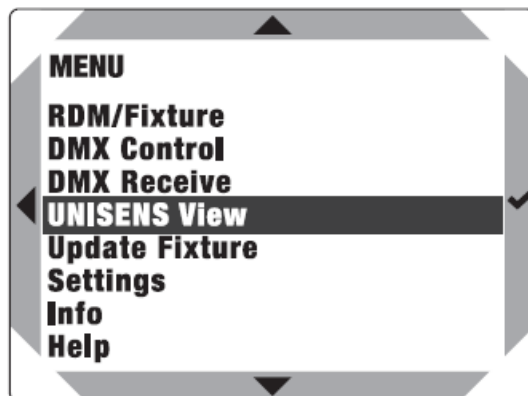 MENU
RDM/Fixture
DMX Control
DMX Receive
UNISENS View
Update Fixture
Settings
Info
Help